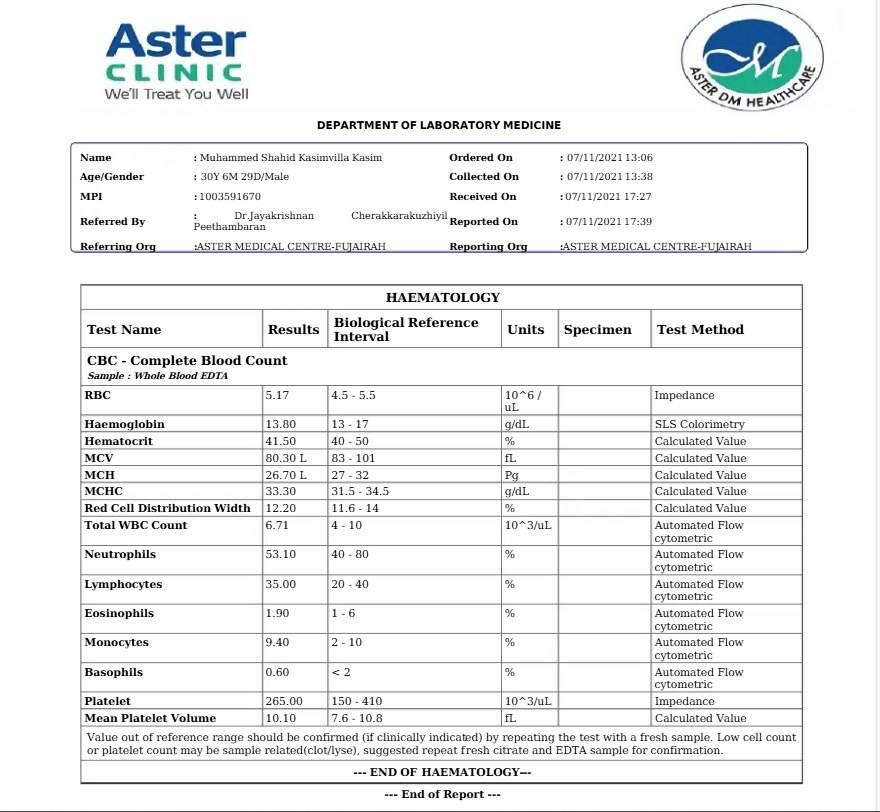 Aster
CLINIC
We'll Treat You Well
ASTER DM HEALTHCARE
DEPARTMENT OF LABORATORY MEDICINE
Name : Muhammed Shahid Kasimvilla Kasim Ordered On : 07/11/2021 13:06
Age/Gender : 30Y 6M 29D/Male Collected On : 07/11/2021 13:38
MPI : 1003591670 Received On : 07/11/2021 17:27
Referred By : Dr.Jayakrishnan Cherakkarakuzhiyil Reported On : 07/11/2021 17:39
Peethambaran
Referring Org :ASTER MEDICAL CENTRE-FUJAIRAH Reporting Org :ASTER MEDICAL CENTRE-FUJAIRAH
HAEMATOLOGY
Test Name Results Biological Reference Interval Units Specimen Test Method
CBC - Complete Blood Count
Sample : Whole Blood EDTA
RBC 5.17 4.5 - 5.5 10^6 / uL Impedance
Haemoglobin 13.80 13 - 17 g/dL SLS Colorimetry
Hematocrit 41.50 40 - 50 % Calculated Value
MCV 80.30 L 83 - 101 fL Calculated Value
MCH 26.70 L 27 - 32 Pg Calculated Value
MCHC 33.30 31.5 - 34.5 g/dL Calculated Value
Red Cell Distribution Width 12.20 11.6 - 14 % Calculated Value
Total WBC Count 6.71 4 - 10 10^3/uL Automated Flow cytometric
Neutrophils 53.10 40 - 80 % Automated Flow cytometric
Lymphocytes 35.00 20 - 40 % Automated Flow cytometric
Eosinophils 1.90 1 - 6 % Automated Flow cytometric
Monocytes 9.40 2 - 10 % Automated Flow cytometric
Basophils 0.60 < 2 % Automated Flow cytometric
Platelet 265.00 150 - 410 10^3/uL Impedance
Mean Platelet Volume 10.10 7.6 - 10.8 fL Calculated Value
Value out of reference range should be confirmed (if clinically indicated) by repeating the test with a fresh sample. Low cell count
or platelet count may be sample related(clot/lyse), suggested repeat fresh citrate and EDTA sample for confirmation.
--- END OF HAEMATOLOGY---
--- End of Report ---